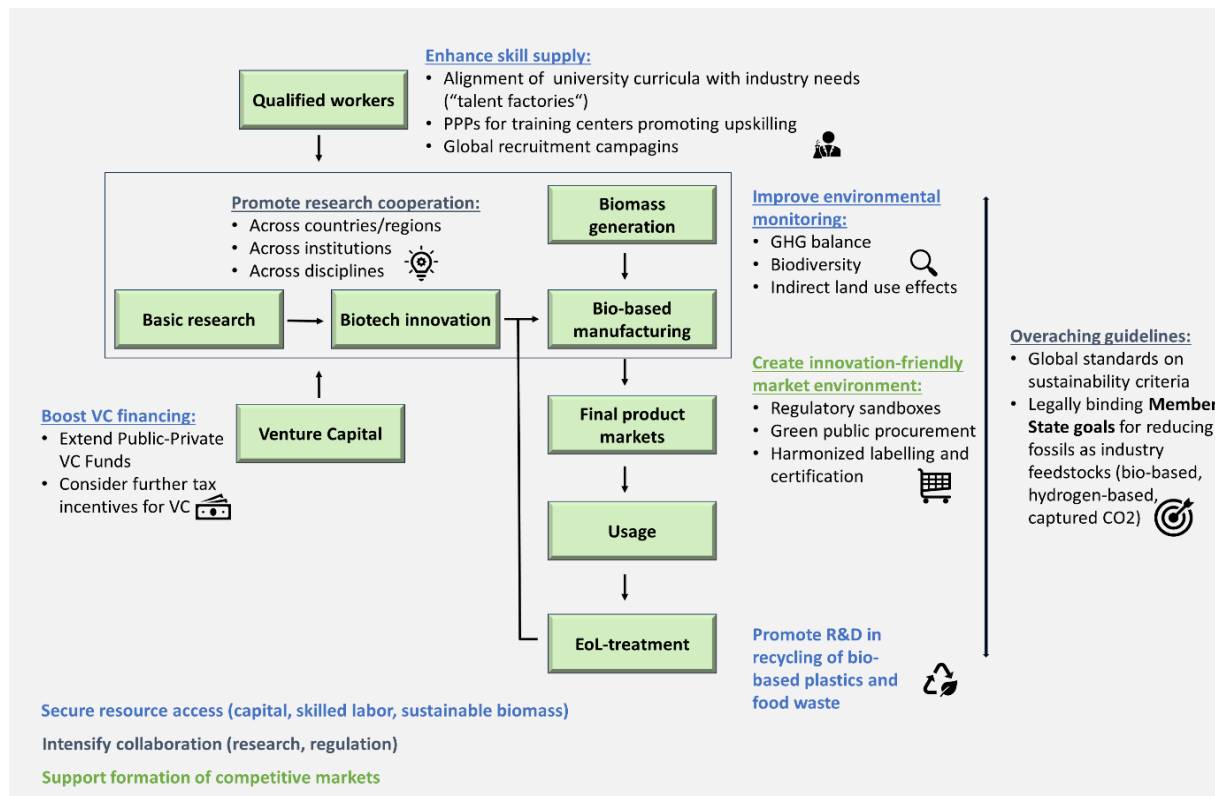 Enhance skill supply:
• Alignment of university curricula with industry needs
(“talent factories“)
• PPPs for training centers promoting upskilling
• Global recruitment campagins
Qualified workers
Promote research cooperation:
• Across countries/regions
• Across institutions
• Across disciplines
Biomass
generation
Improve environmental
monitoring:
• GHG balance
• Biodiversity
• Indirect land use effects
Basic research
Biotech innovation
Bio-based
manufacturing
Overaching guidelines:
• Global standards on
sustainability criteria
• Legally binding Member
State goals for reducing
fossils as industry
feedstocks (bio-based,
hydrogen-based,
captured CO2)
Create innovation-friendly
market environment:
• Regulatory sandboxes
• Green public procurement
• Harmonized labelling and
certification
Boost VC financing:
• Extend Public-Private
VC Funds
• Consider further tax
incentives for VC
Venture Capital
Final product
markets
Usage
EoL-treatment
Promote R&D in
recycling of bio-
based plastics and
food waste
Secure resource access (capital, skilled labor, sustainable biomass)
Intensify collaboration (research, regulation)
Support formation of competitive markets